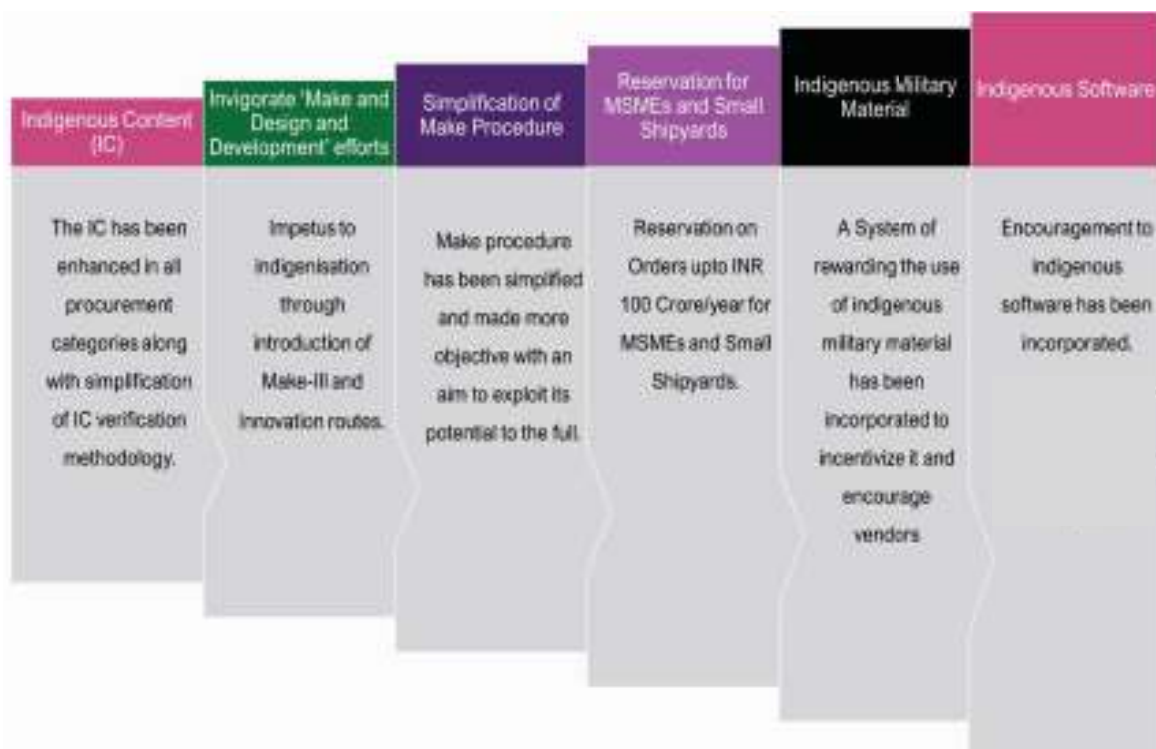 Indigenous Content
(IC)
The IC has been
enhanced in all
procurement
categories along
with simplification
of IC verification
methodology.
Invigorate 'Make and
Design and
Development' efforts
Impetus to
indigenisation
through
introduction of
Make-III and
Innovation routes.
Simplification of
Make Procedure
Make procedure
has been simplified
and made more
objective with an
aim to exploit its
potential to the full.
Reservation for
MSMEs and Small
Shipyards
Reservation on
Orders upto INR
100 Crore/year for
MSMEs and Small
Shipyards.
Indigenous Military
Material
A System of
rewarding the use
of indigenous
military material
has been
incorporated to
incentivize it and
encourage
vendors
Indigenous Software
Encouragement to
indigenous
software has been
incorporated.